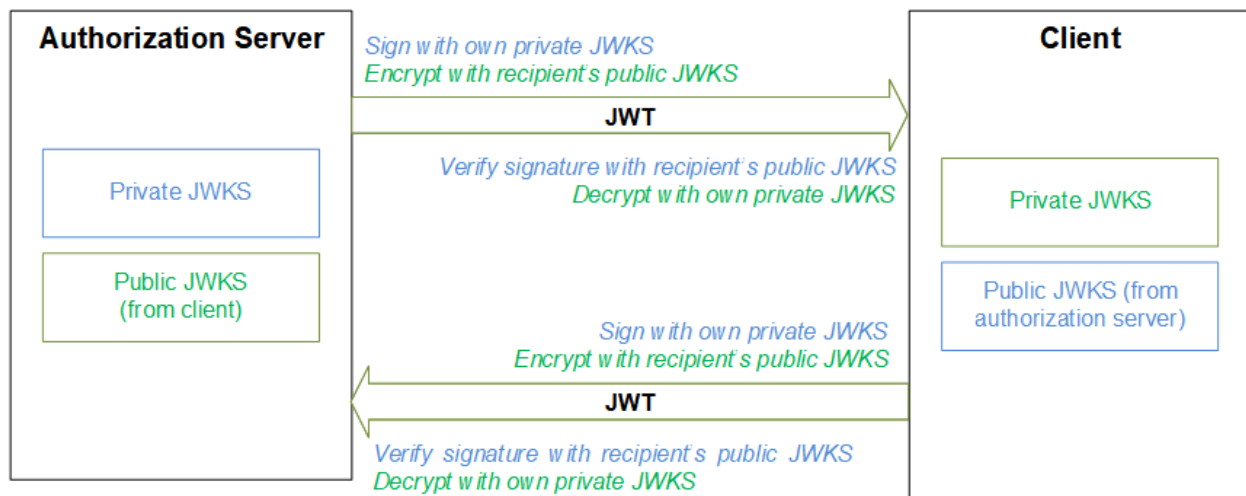 Authorization Server
Sign with own private JWKS
Encrypt with recipient's public JWKS
JWT
Verify signature with recipient's public JWKS
Decrypt with own private JWKS
Private JWKS
Public JWKS
(from client)
Client
Private JWKS
Public JWKS (from
authorization server)
Sign with own private JWKS
Encrypt with recipient's public JWKS
JWT
Verify signature with recipient's public JWKS
Decrypt with own private JWKS